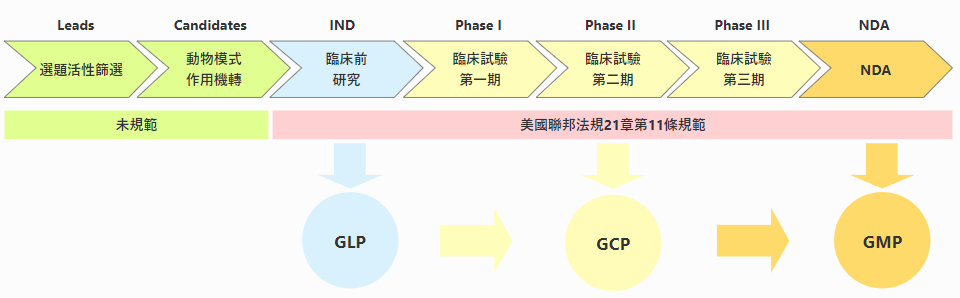 Leads
Candidates
IND
Phase I
Phase II
Phase III
NDA
選題活性篩選
動物模式
作用機轉
臨床前
研究
臨床試驗
第一期
臨床試驗
第二期
臨床試驗
第三期
NDA
未規範
美國聯邦法規21章第11條規範
GLP
GCP
GMP